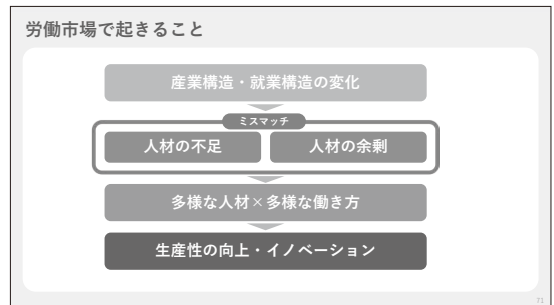 労働市場で起きること
産業構造・就業構造の変化
ミスマッチ
人材の不足 人材の余剰
多様な人材×多様な働き方
生産性の向上・イノベーション
71